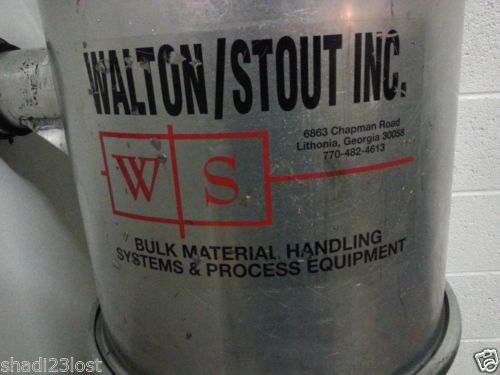 WALTON/STOUT INC.
6863 Chapman Road
Lithonia, Georgia 30058
770-482-4613
W S
BULK MATERIAL HANDLING
SYSTEMS & PROCESS EQUIPMENT
shadi23lost